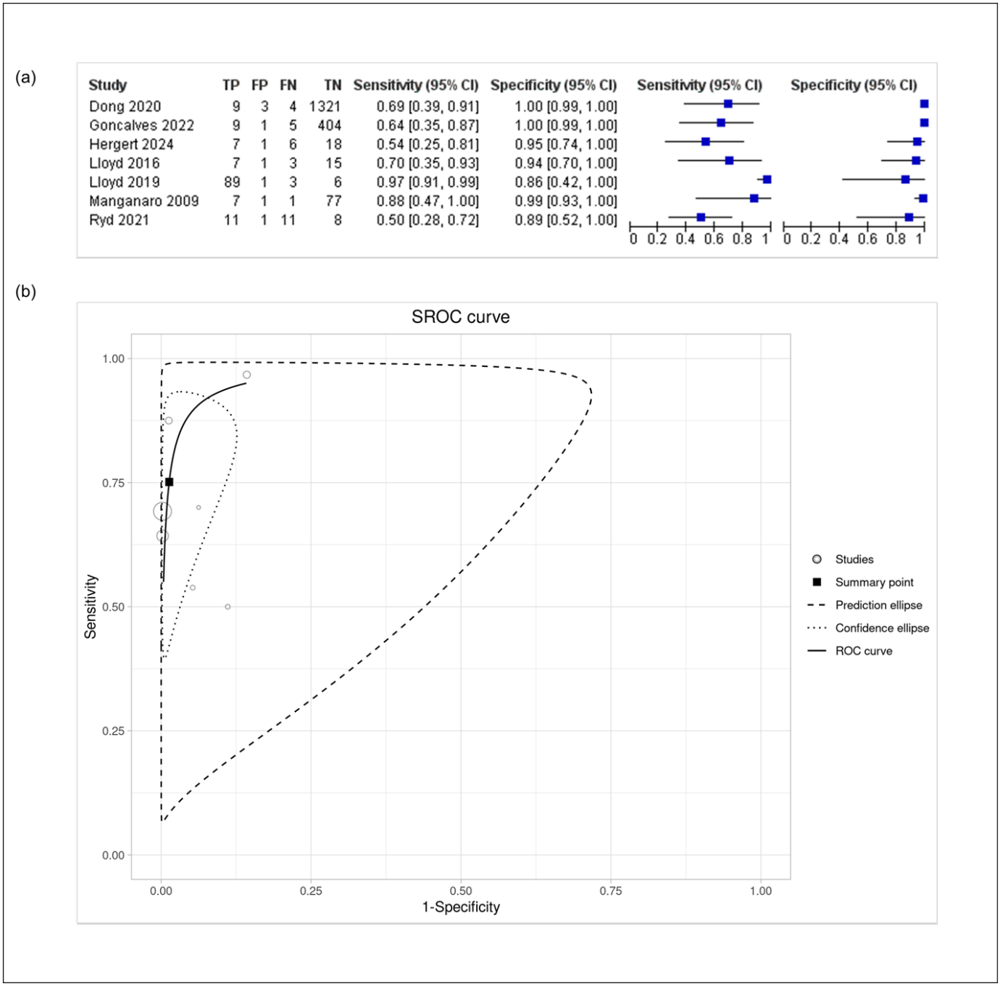 (a)
Study TP FP FN TN Sensitivity (95% CI) Specificity (95% CI) Sensitivity (95% CI) Specificity (95% CI)
Dong 2020 9 3 4 1321 0.69 [0.39, 0.91] 1.00 [0.99, 1.00]
Goncalves 2022 9 1 5 404 0.64 [0.35, 0.87] 1.00 [0.99, 1.00]
Hergert 2024 7 1 6 18 0.54 [0.25, 0.81] 0.95 [0.74, 1.00]
Lloyd 2016 7 1 3 15 0.70 [0.35, 0.93] 0.94 [0.70, 1.00]
Lloyd 2019 89 1 3 6 0.97 [0.91, 0.99] 0.86 [0.42, 1.00]
Manganaro 2009 7 1 1 77 0.88 [0.47, 1.00] 0.99 [0.93, 1.00]
Ryd 2021 11 1 11 8 0.50 [0.28, 0.72] 0.89 [0.52, 1.00]
0 0.2 0.4 0.6 0.8 1 0 0.2 0.4 0.6 0.8 1
(b)
SROC curve
1.00
0.75
0.50
0.25
0.00
Sensitivity
0.00 0.25 0.50 0.75 1.00
1-Specificity
Studies
Summary point
Prediction ellipse
Confidence ellipse
ROC curve